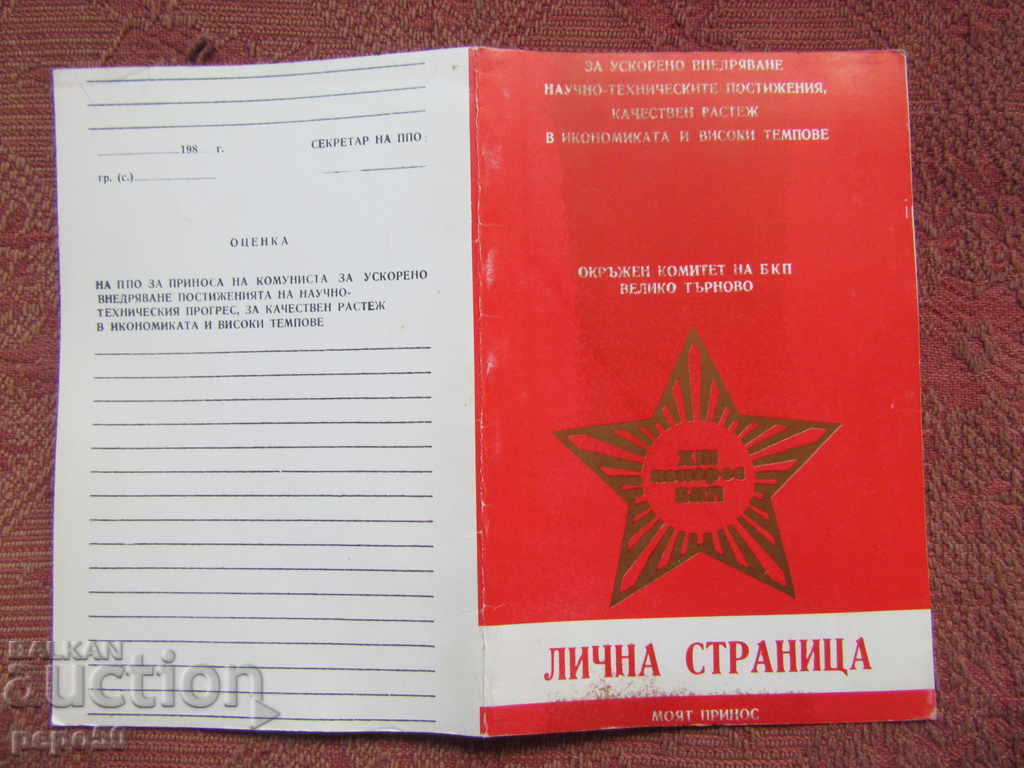 198 г.
СЕКРЕТАР НА ППО:
гр. (с.)
ОЦЕНКА
НА ППО ЗА ПРИНОСА НА КОМУНИСТА ЗА УСКОРЕНО
ВНЕДРЯВАНЕ ПОСТИЖЕНИЯТА НА НАУЧНО-
ТЕХНИЧЕСКИЯ ПРОГРЕС, ЗА КАЧЕСТВЕН РАСТЕЖ
В ИКОНОМИКАТА И ВИСОКИ ТЕМПОВЕ
ЗА УСКОРЕНО ВНЕДРЯВАНЕ
НАУЧНО-ТЕХНИЧЕСКИТЕ ПОСТИЖЕНИЯ,
КАЧЕСТВЕН РАСТЕЖ
В ИКОНОМИКАТА И ВИСОКИ ТЕМПОВЕ
ОКРЪЖЕН КОМИТЕТ НА БКП
ВЕЛИКО ТЪРНОВО
XIII
конгрес
БКП
ЛИЧНА СТРАНИЦА
МОЯТ ПРИНОС
BALKAN
auction
pepo50